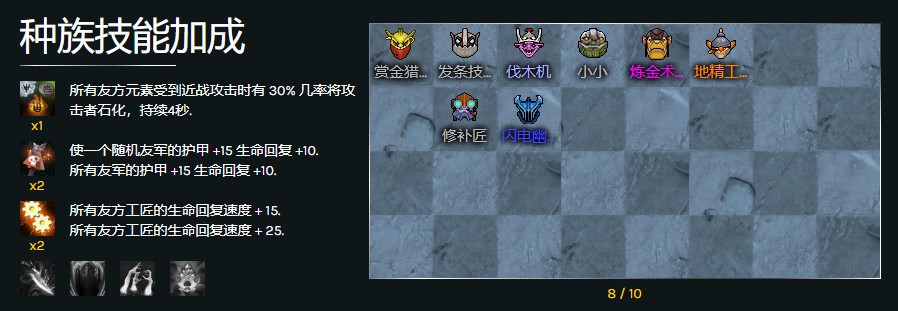 种族技能加成
所有友方元素受到近战攻击时有 30% 几率将攻
击者石化，持续4秒.
x1
使一个随机友军的护甲 +15 生命回复 +10.
所有友军的护甲 +15 生命回复 +10.
x2
所有友方工匠的生命回复速度 + 15.
所有友方工匠的生命回复速度 + 25.
x2
赏金猎... 发条技... 伐木机 小小 炼金术... 地精工...
修补匠 闪电幽...
8 / 10